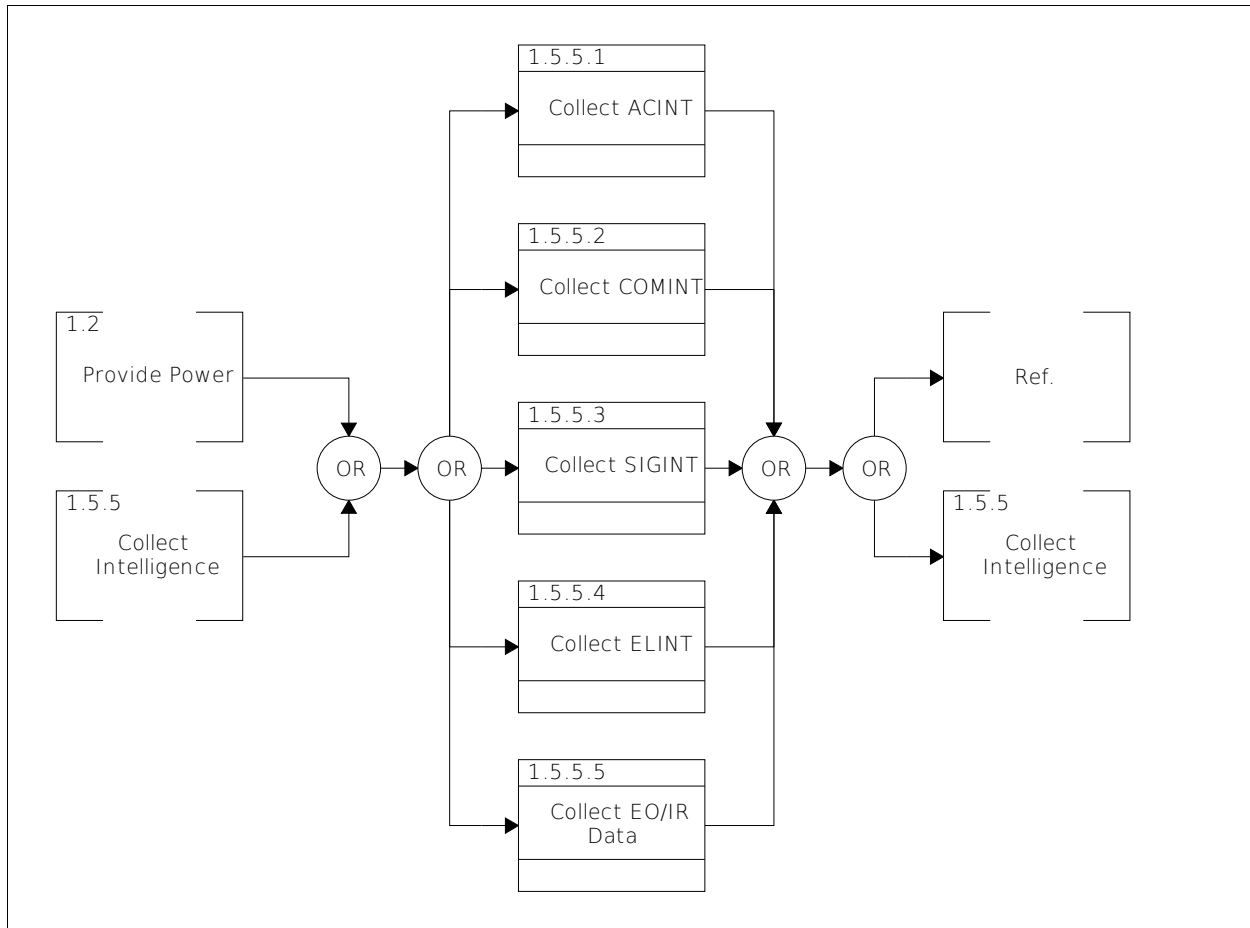 1.5.5.1
Collect ACINT
1.5.5.2
Collect COMINT
1.2
Provide Power
Ref.
1.5.5.3
Collect SIGINT
OR
OR
OR
OR
1.5.5
Collect
Intelligence
1.5.5
Collect
Intelligence
1.5.5.4
Collect ELINT
1.5.5.5
Collect EO/IR
Data